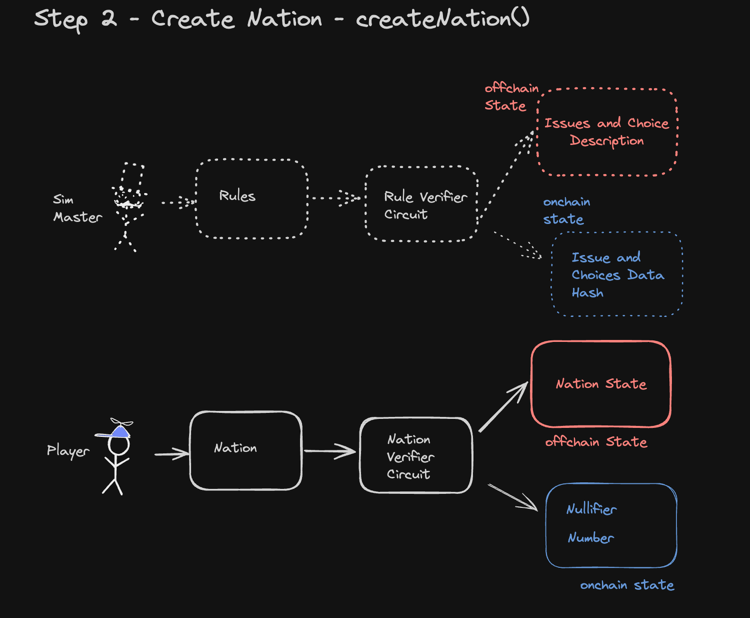 Step 2 - Create Nation - createNation()
offchain
State
Issues and Choice
Description
Sim
Master
Rules
Rule Verifier
Circuit
onchain
state
Issue and
Choices Data
Hash
Nation State
offchain State
Player
Nation
Nation
Verifier
Circuit
Nullifier
Number
onchain state